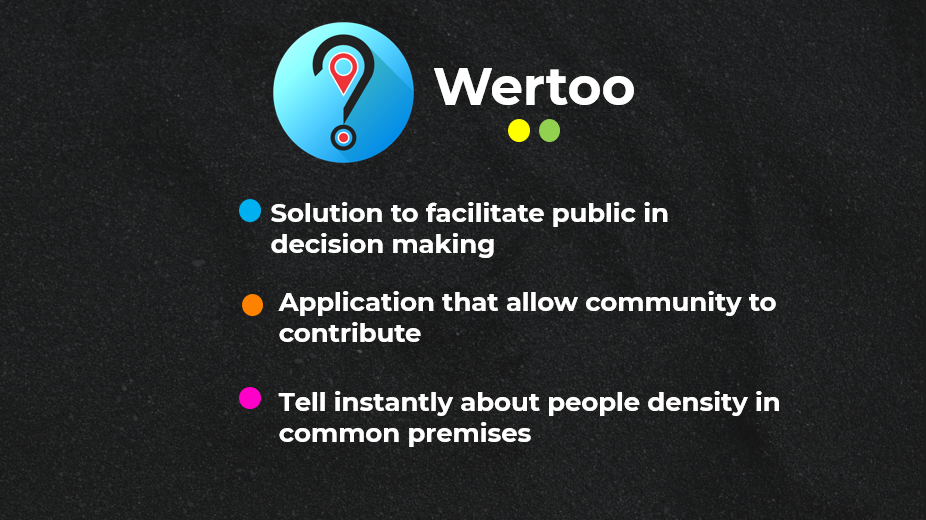 Wertoo
Solution to facilitate public in
decision making
Application that allow community to
contribute
Tell instantly about people density in
common premises